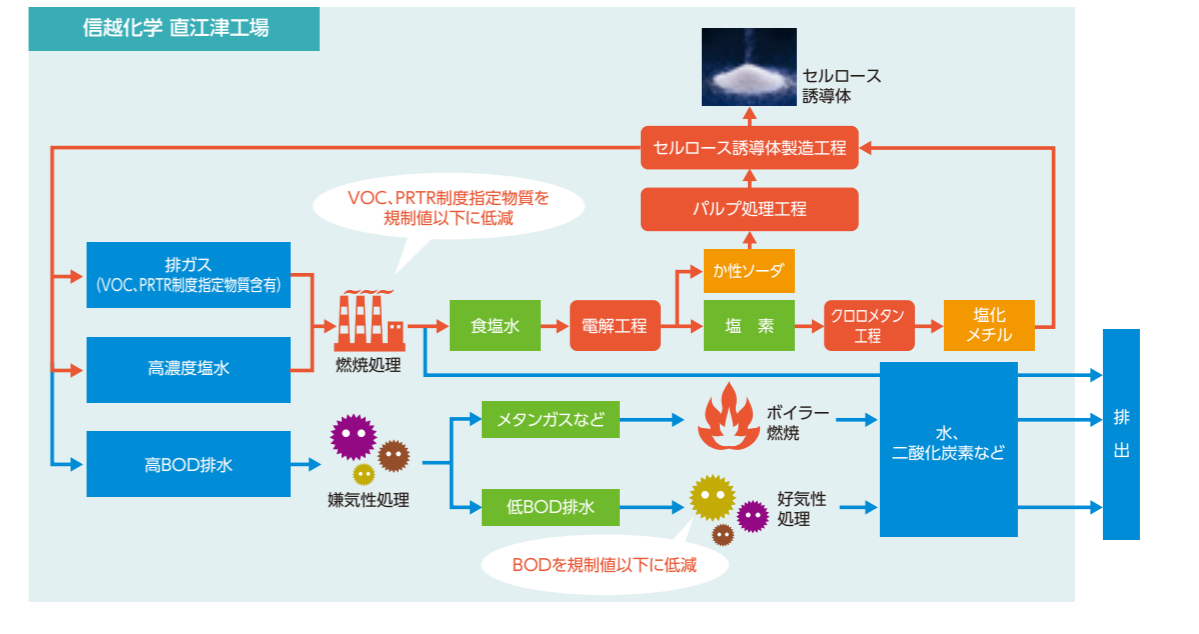 信越化学 直江津工場
セルロース
誘導体
セルロース誘導体製造工程
VOC、PRTR制度指定物質を
規制値以下に低減
パルプ処理工程
排ガス
(VOC、PRTR制度指定物質含有)
か性ソーダ
食塩水
電解工程
塩 素
クロロメタン
工程
塩化
メチル
高濃度塩水
燃焼処理
メタンガスなど
ボイラー
燃焼
水、
二酸化炭素など
排
出
高BOD排水
嫌気性処理
低BOD排水
好気性
処理
BODを規制値以下に低減